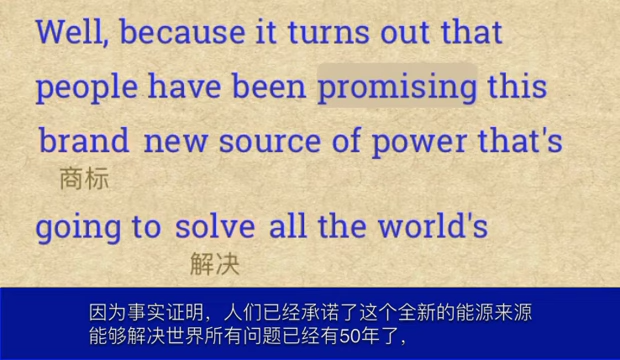 Well, because it turns out that
people have been promising this
brand new source of power that's
商标
going to solve all the world's
解决
因为事实证明，人们已经承诺了这个全新的能源来源
能够解决世界所有问题已经有50年了，